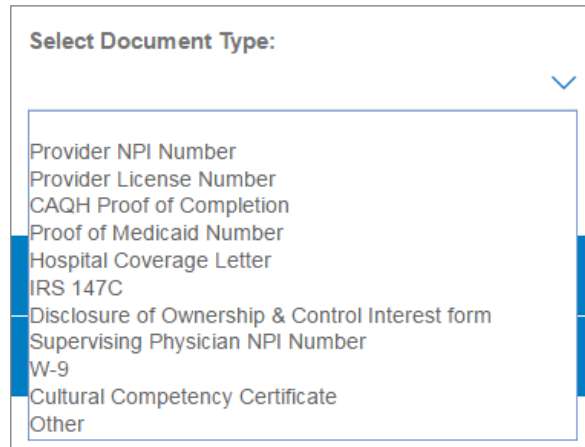 Select Document Type:
Provider NPI Number
Provider License Number
CAQH Proof of Completion
Proof of Medicaid Number
Hospital Coverage Letter
IRS 147C
Disclosure of Ownership & Control Interest form
Supervising Physician NPI Number
W-9
Cultural Competency Certificate
Other